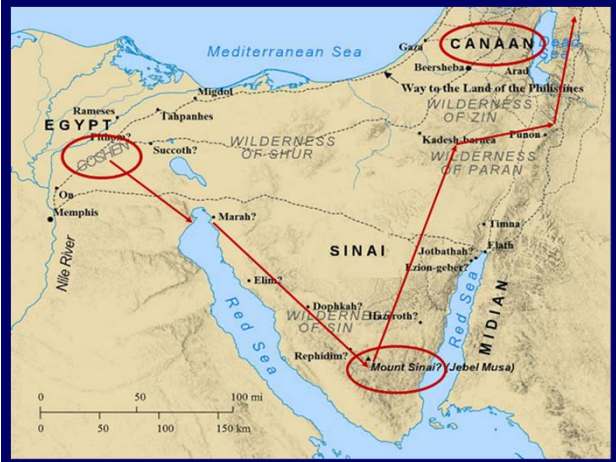 Mediterranean Sea
Gaza
CANAAN
Dead
Sea
Beersheba
Arad
Way to the Land of the Philistines
Migdol
Rameses
Tahpanhes
EGYPT
Pithom?
GOSHEN
Succoth?
WILDERNESS
OF SHUR
WILDERNESS
OF ZIN
Kadesh-barnea
Punon
WILDERNESS
OF PARAN
On
Memphis
Nile River
Marah?
SINAI
Timna
Elath
Jotbathah?
Ezion-geber?
Elim?
Red Sea
Dophkah?
WILDERNESS
OF SIN
Hazeroth?
Red Sea
MIDIAN
Rephidim?
Mount Sinai? (Jebel Musa)
0 50 100 mi
0 50 100 150 km